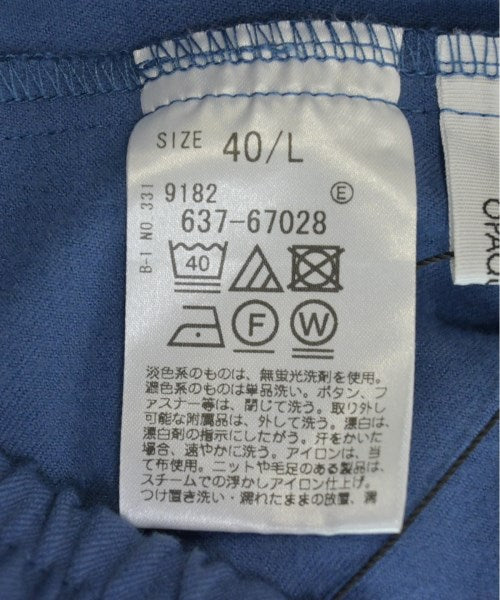 SIZE 40/L
9182 E
637-67028
B-I NO 331
40
F W
淡色系のものは、無蛍光洗剤を使用。
濃色系のものは単品洗い。ボタン、フ
ァスナー等は、閉じて洗う。取り外し
可能な附属品は、外して洗う。漂白は、
漂白剤の指示にしたがう。汗をかいた
場合、速やかに洗う。アイロンは、当
て布使用。ニットや毛足のある製品は、
スチームでの浮かしアイロン仕上げ。
つけ置き洗い・濡れたままの放置、濡